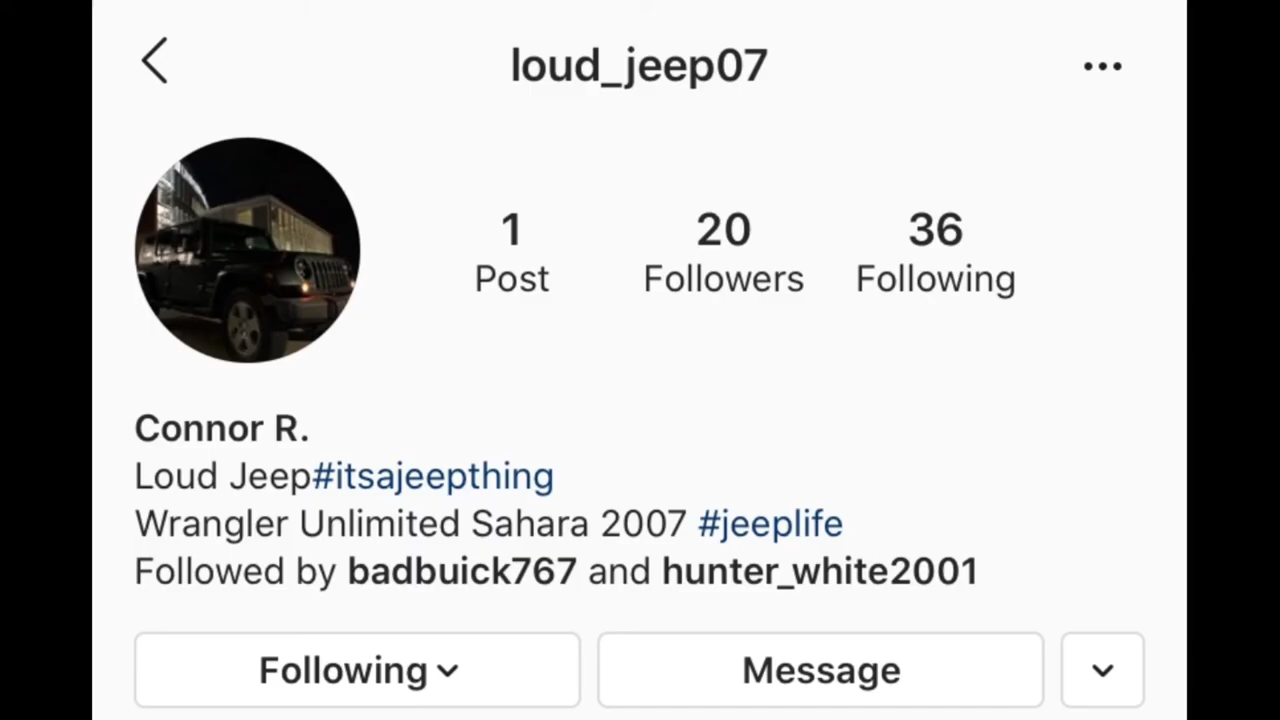 loud_jeep07
1 20 36
Post Followers Following
Connor R.
Loud Jeep#itsajeepthing
Wrangler Unlimited Sahara 2007 #jeeplife
Followed by badbuick767 and hunter_white2001
Following Message